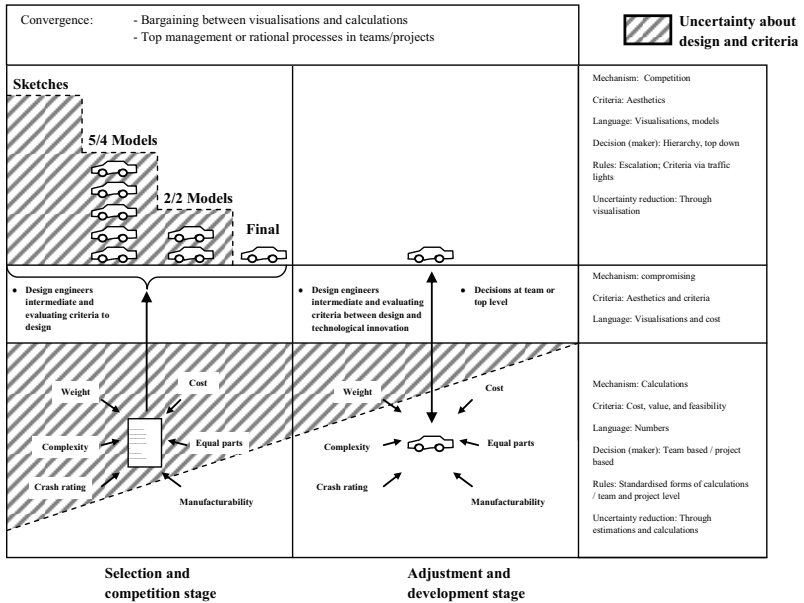 Convergence: - Bargaining between visualisations and calculations
- Top management or rational processes in teams/projects
Uncertainty about
design and criteria
Sketches
5/4 Models
2/2 Models
Final
Mechanism: Competition
Criteria: Aesthetics
Language: Visualisations, models
Decision (maker): Hierarchy, top down
Rules: Escalation; Criteria via traffic
lights
Uncertainty reduction: Through
visualisation
• Design engineers
intermediate and
evaluating criteria to
design
• Design engineers
intermediate and evaluating
criteria between design and
technological innovation
• Decisions at team or
top level
Mechanism: compromising
Criteria: Aesthetics and criteria
Language: Visualisations and cost
Weight
Cost
Complexity
Equal parts
Crash rating
Manufacturability
Weight
Cost
Complexity
Equal parts
Crash rating
Manufacturability
Mechanism: Calculations
Criteria: Cost, value, and feasibility
Language: Numbers
Decision (maker): Team based / project
based
Rules: Standardised forms of calculations
/ team and project level
Uncertainty reduction: Through
estimations and calculations
Selection and
competition stage
Adjustment and
development stage